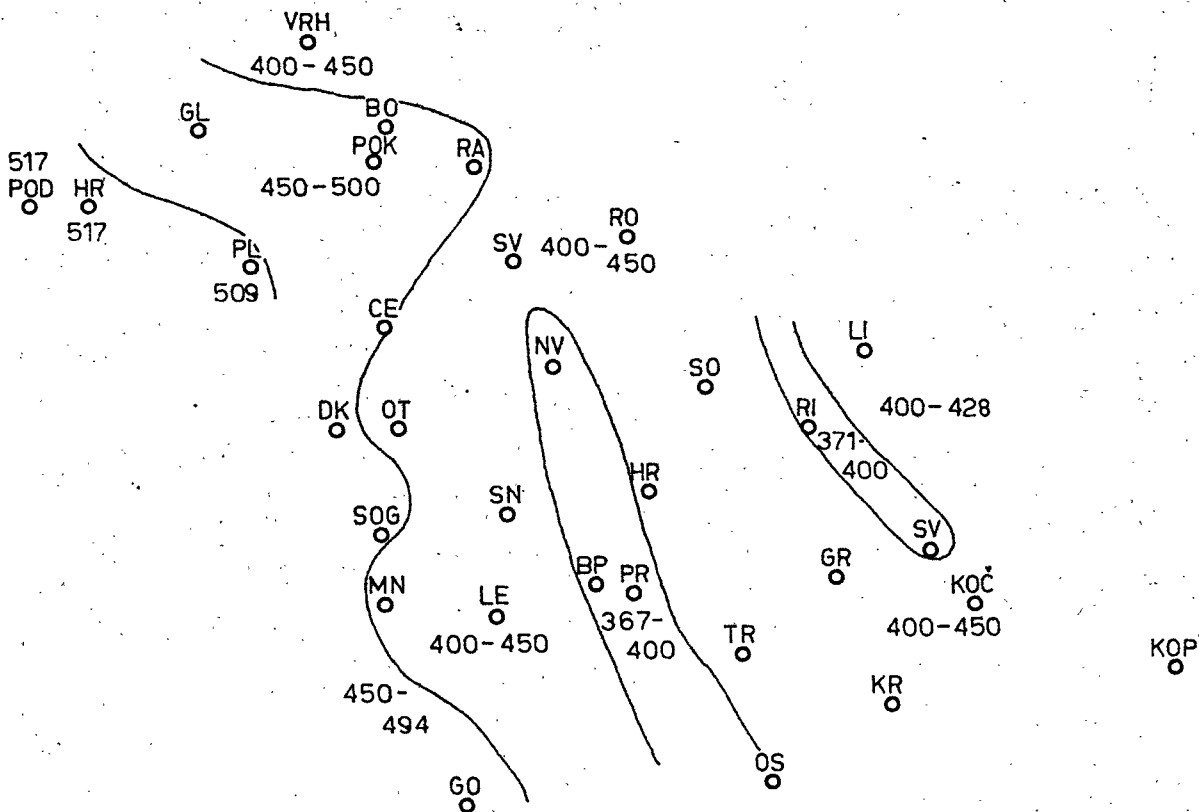 VRH
400-450
GL
BO
POK
RA
450-500
517
POD
HR
517
RO
SV
400-
450
PL
509
CE
NV
SO
LI
400-428
DK
OT
RI
371-
400
HR
SN
SOG
SV
GR
KOČ
400-450
MN
LE
400-450
BP
PR
367-
400
TR
KOP
KR
450-
494
OS
GO